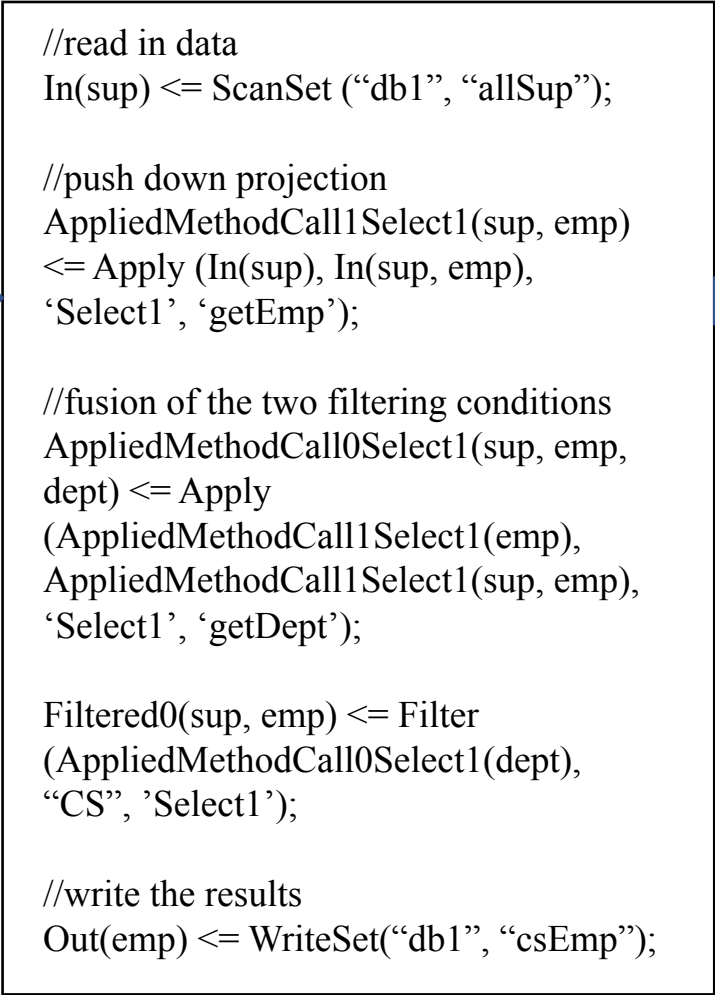 //read in data
In(sup) <= ScanSet (“db1”, “allSup”);
//push down projection
AppliedMethodCall1Select1(sup, emp)
<= Apply (In(sup), In(sup, emp),
‘Select1’, ‘getEmp’);
//fusion of the two filtering conditions
AppliedMethodCall0Select1(sup, emp,
dept) <= Apply
(AppliedMethodCall1Select1(emp),
AppliedMethodCall1Select1(sup, emp),
‘Select1’, ‘getDept’);
Filtered0(sup, emp) <= Filter
(AppliedMethodCall0Select1(dept),
“CS”, ’Select1’);
//write the results
Out(emp) <= WriteSet(“db1”, “csEmp”);